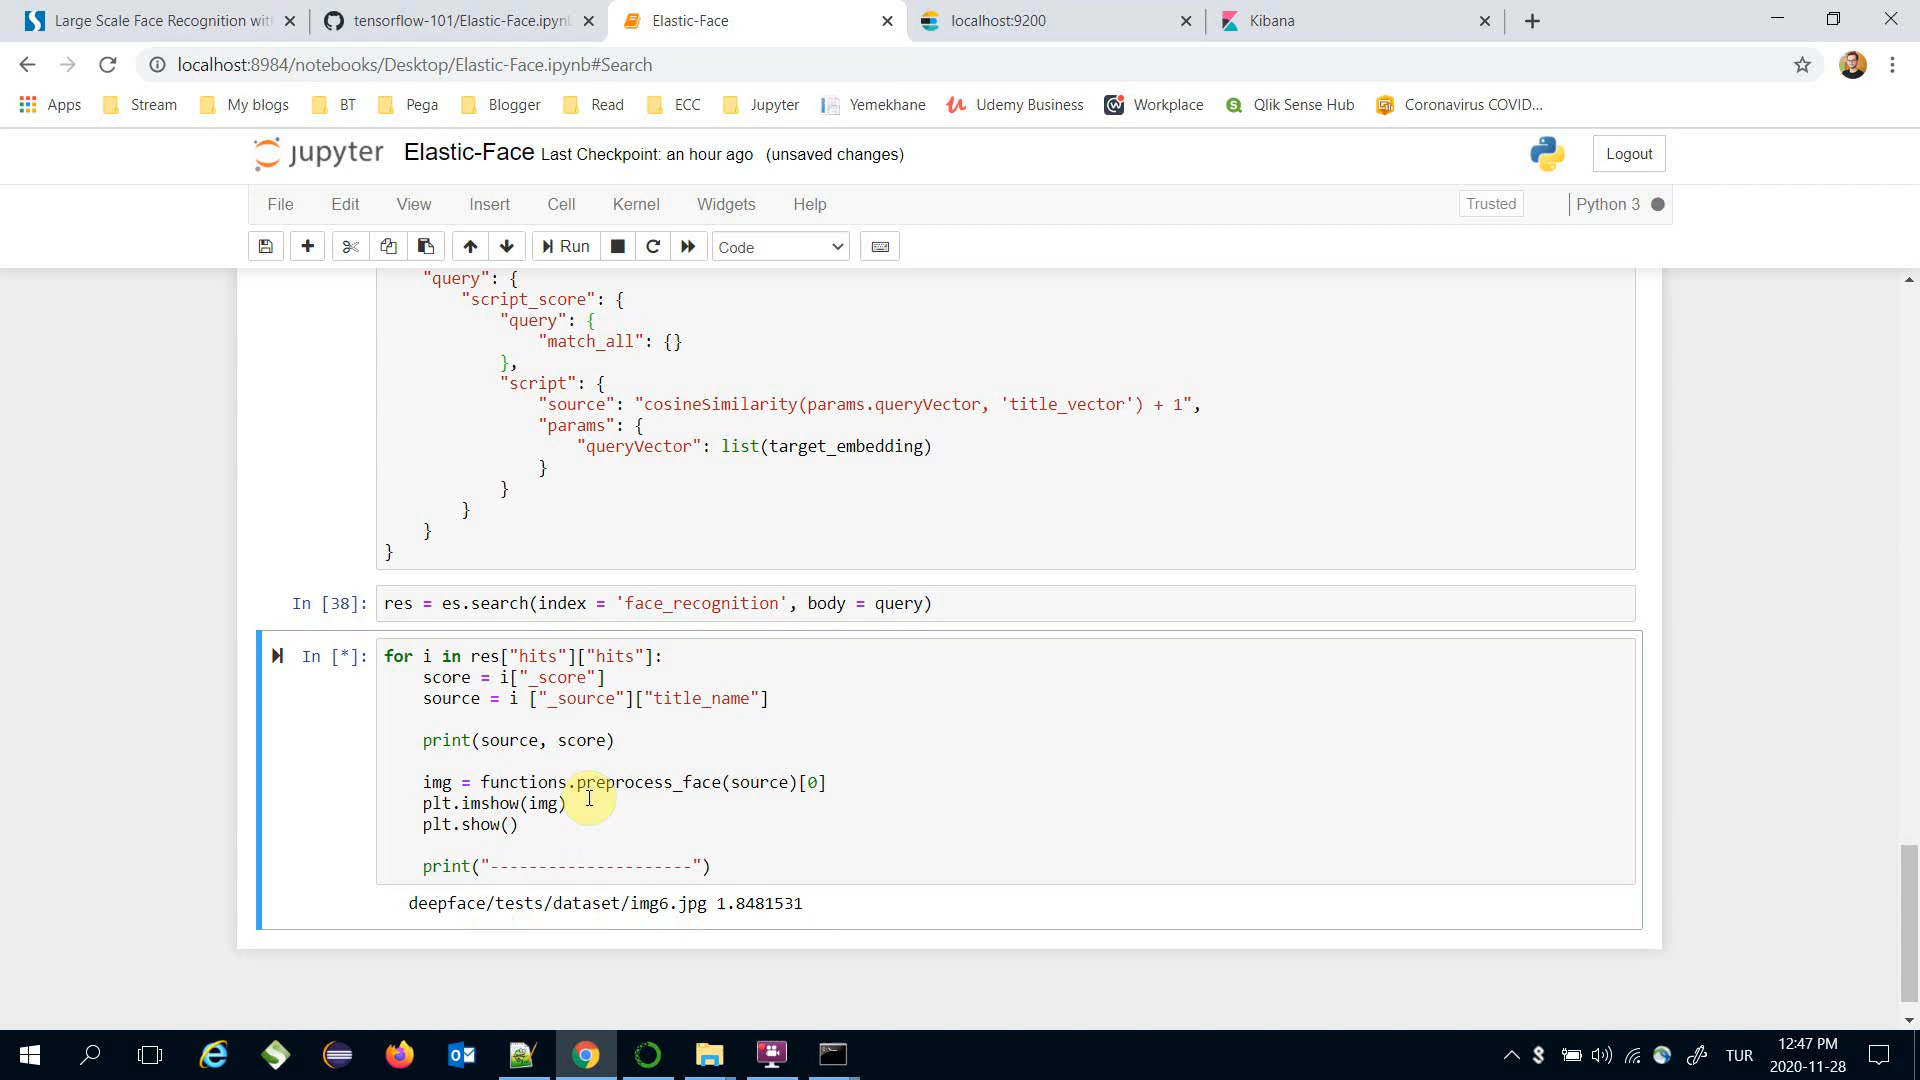 Large Scale Face Recognition wit
tensorflow-101/Elastic-Face.ipyn
Elastic-Face
localhost:9200
Kibana
localhost:8984/notebooks/Desktop/Elastic-Face.ipynb#Search
Apps Stream My blogs BT Pega Blogger Read ECC Jupyter Yemekhane Udemy Business Workplace Qlik Sense Hub Coronavirus COVID...
jupyter Elastic-Face Last Checkpoint: an hour ago (unsaved changes) Logout
File Edit View Insert Cell Kernel Widgets Help Trusted Python 3
Run Code
"query": {
"script_score": {
"query": {
"match_all": {}
},
"script": {
"source": "cosineSimilarity(params.queryVector, 'title_vector') + 1",
"params": {
"queryVector": list(target_embedding)
}
}
}
}
}
In [38]: res = es.search(index = 'face_recognition', body = query)
In [*]: for i in res["hits"]["hits"]:
score = i["_score"]
source = i ["_source"]["title_name"]
print(source, score)
img = functions.preprocess_face(source)[0]
plt.imshow(img)
plt.show()
print("---------------------")
deepface/tests/dataset/img6.jpg 1.8481531
TUR
12:47 PM
2020-11-28